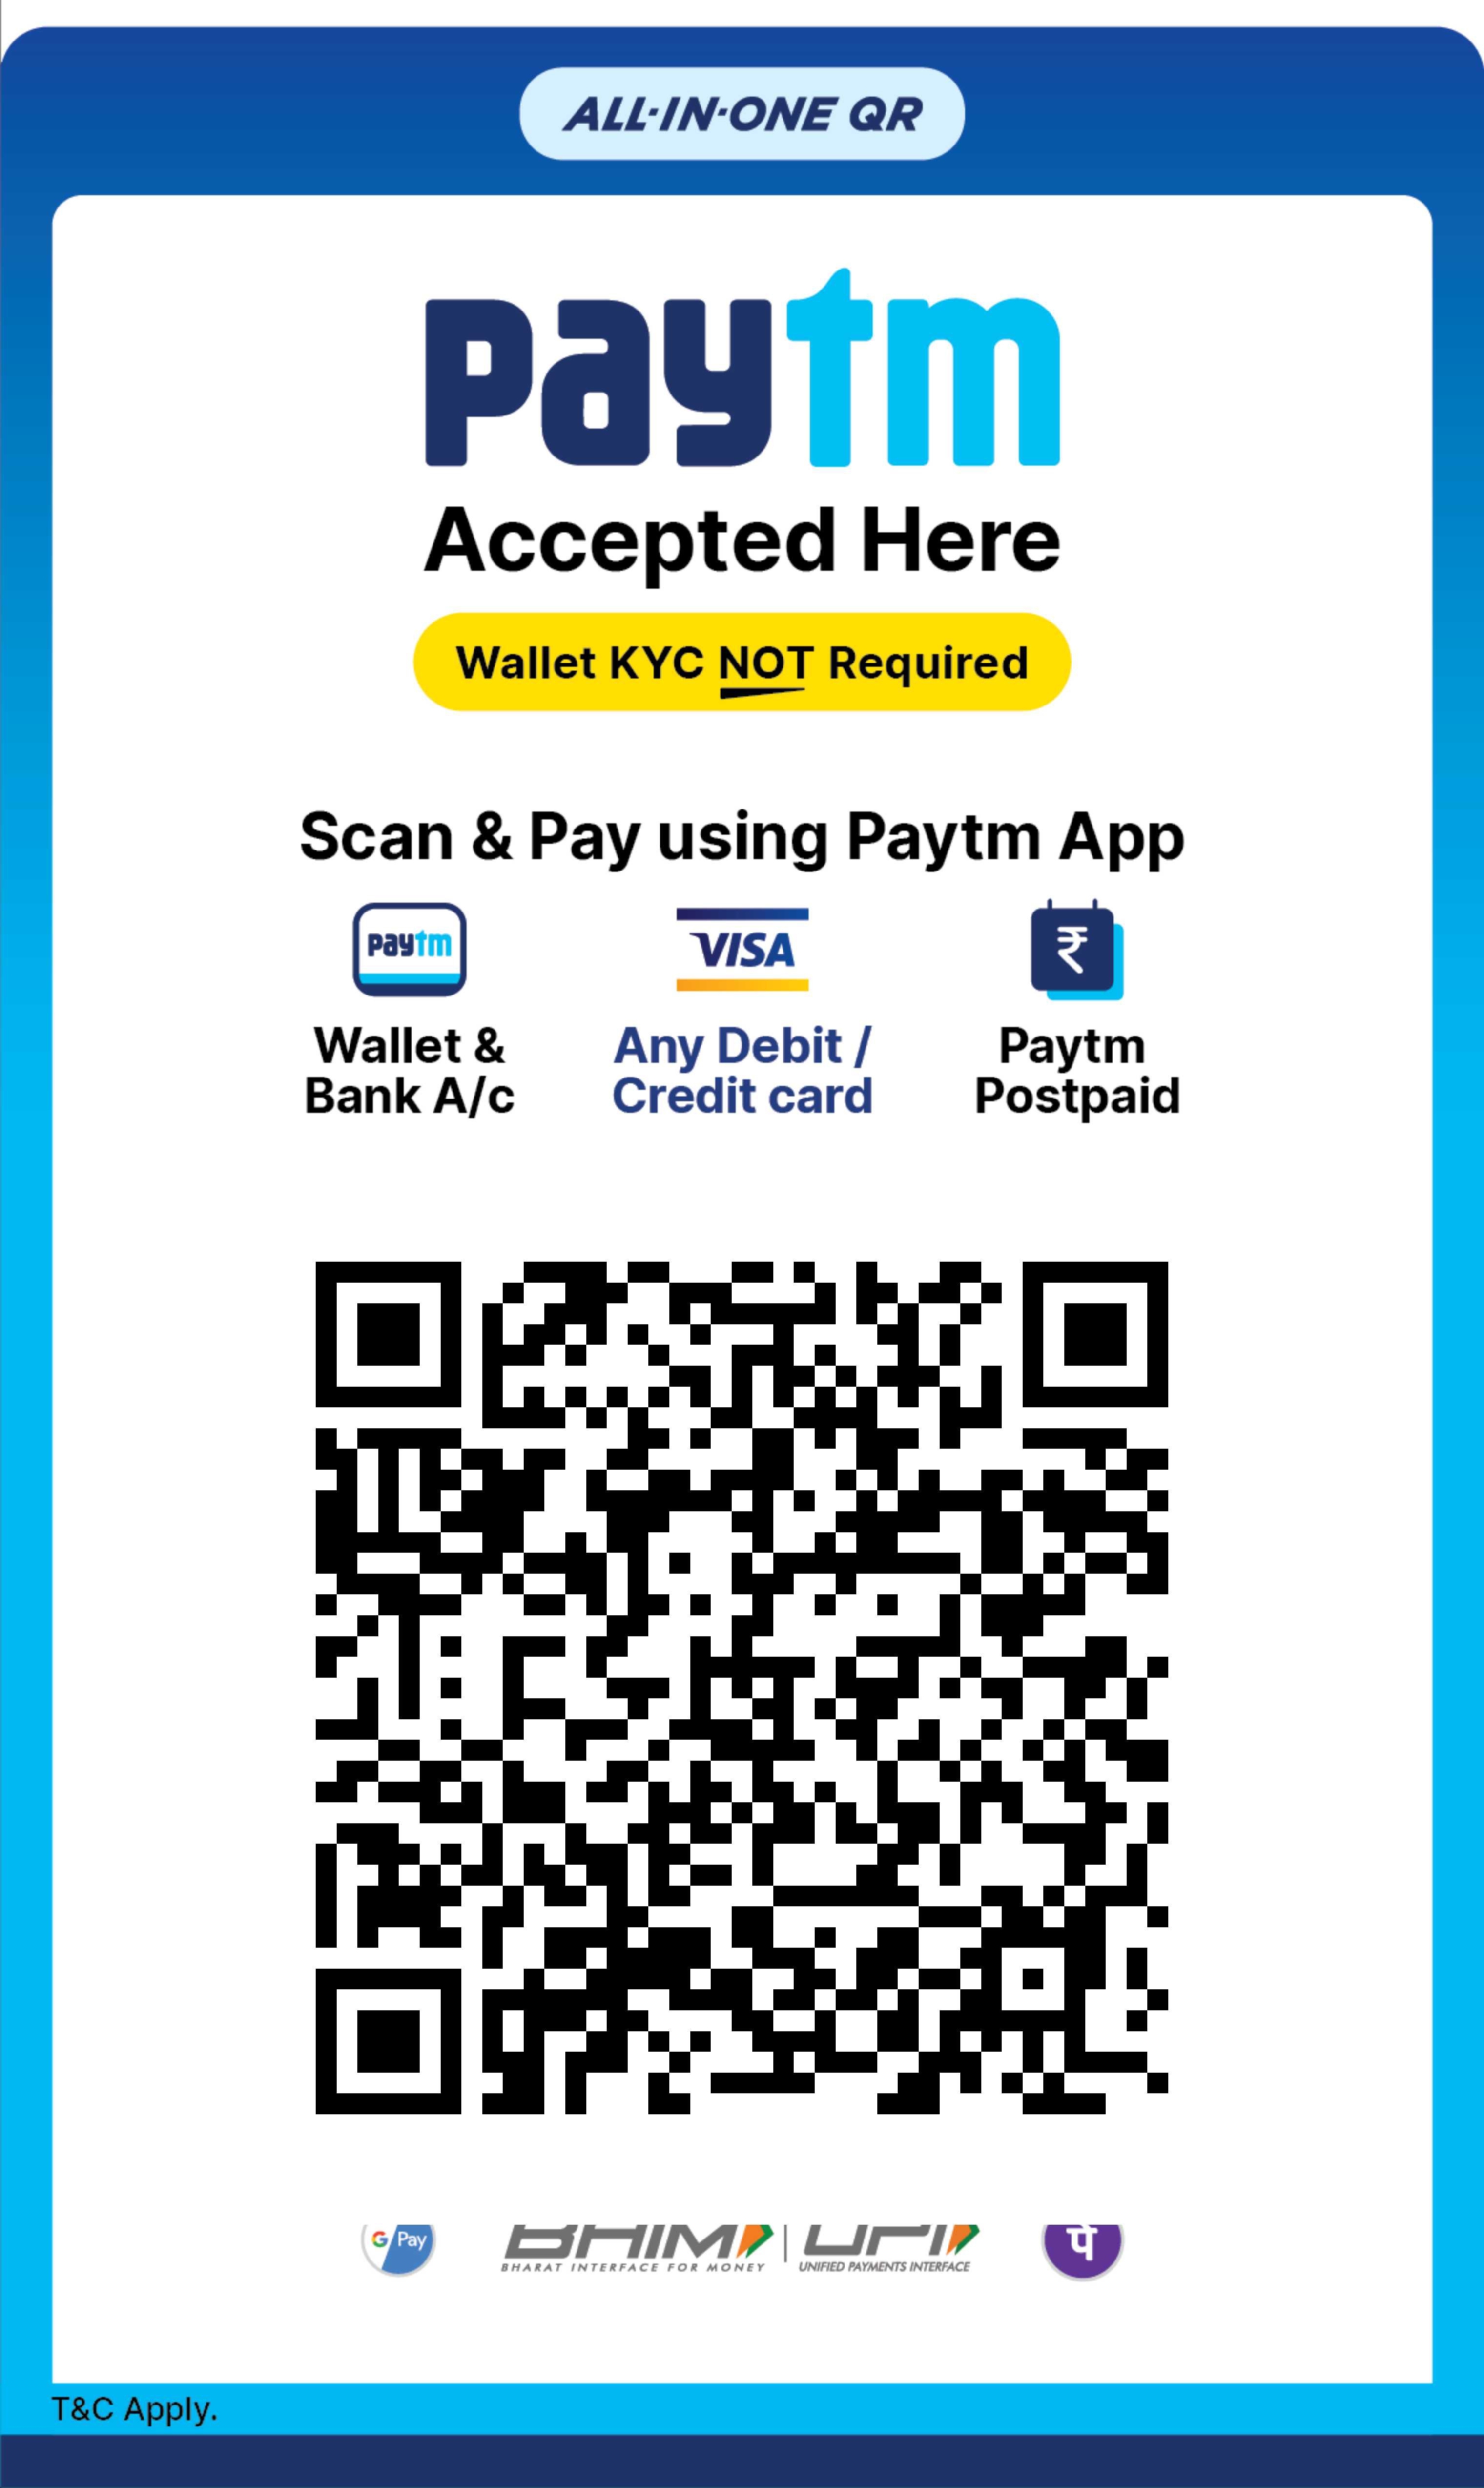 ALL-IN-ONE QR
paytm
Accepted Here
Wallet KYC NOT Required
Scan & Pay using Paytm App
paytm VISA ₹
Wallet & Any Debit / Paytm
Bank A/c Credit card Postpaid
G Pay BHIM UPI पे
BHARAT INTERFACE FOR MONEY UNIFIED PAYMENTS INTERFACE
T&C Apply.